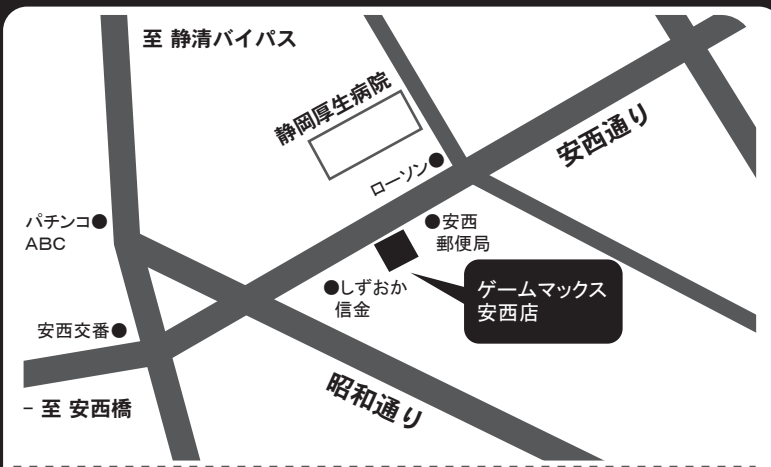 至 静清バイパス
静岡厚生病院
安西通り
ローソン●
パチンコ●
ABC
●安西
郵便局
●しずおか
信金
ゲームマックス
安西店
安西交番●
昭和通り
- 至 安西橋